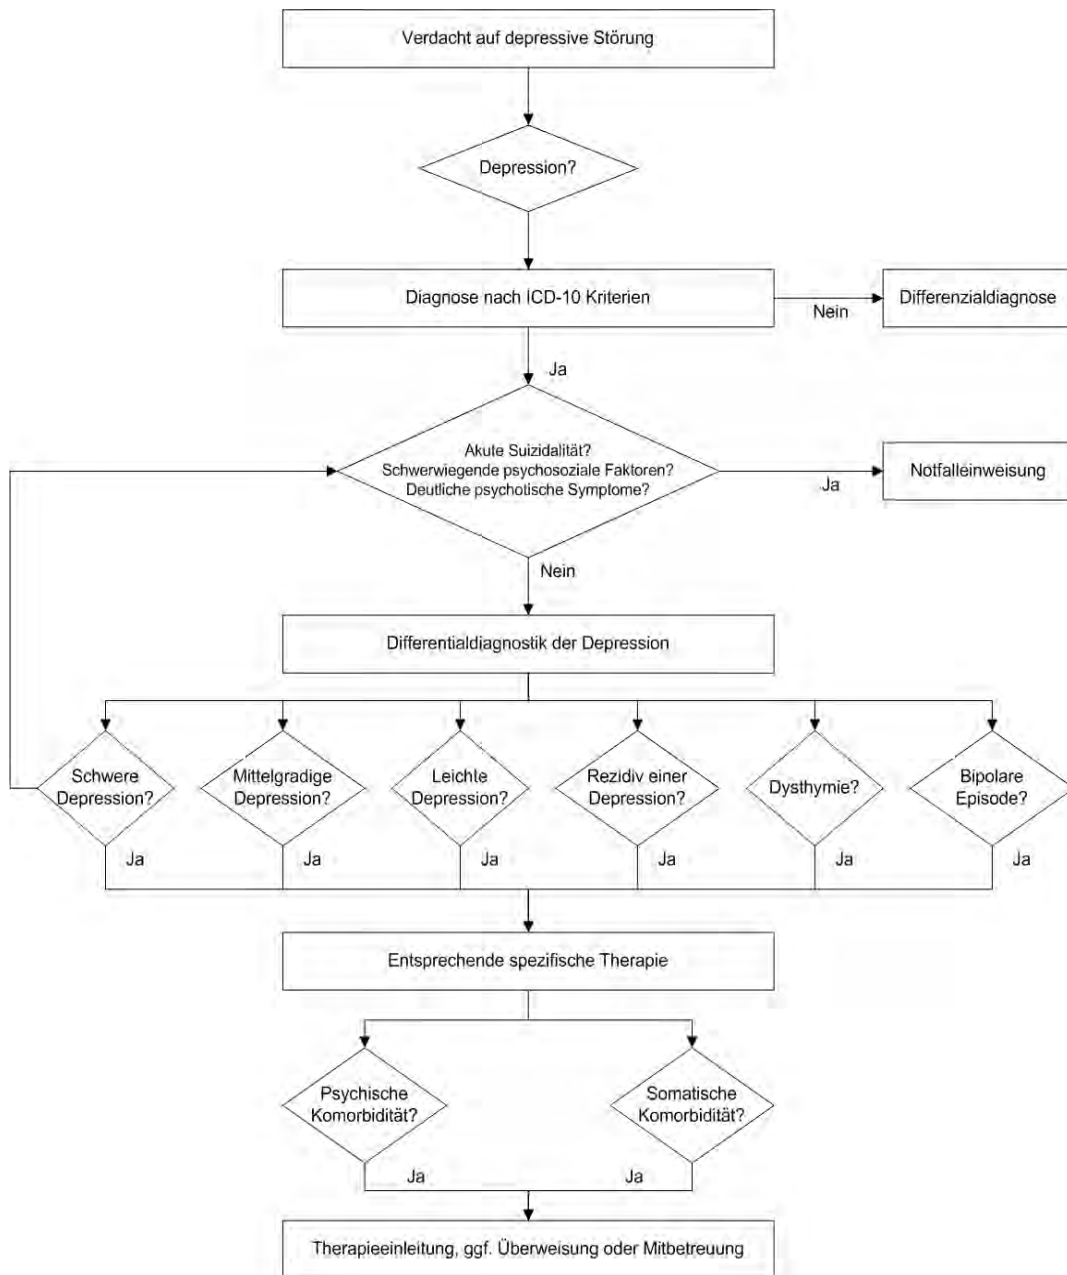 Verdacht auf depressive Störung
Depression?
Diagnose nach ICD-10 Kriterien
Nein
Differenzialdiagnose
Ja
Akute Suizidalität?
Schwerwiegende psychosoziale Faktoren?
Deutliche psychotische Symptome?
Ja
Notfalleinweisung
Nein
Differentialdiagnostik der Depression
Schwere
Depression?
Mittelgradige
Depression?
Leichte
Depression?
Rezidiv einer
Depression?
Dysthymie?
Bipolare
Episode?
Ja
Ja
Ja
Ja
Ja
Ja
Entsprechende spezifische Therapie
Psychische
Komorbidität?
Somatische
Komorbidität?
Ja
Ja
Therapieeinleitung, ggf. Überweisung oder Mitbetreuung